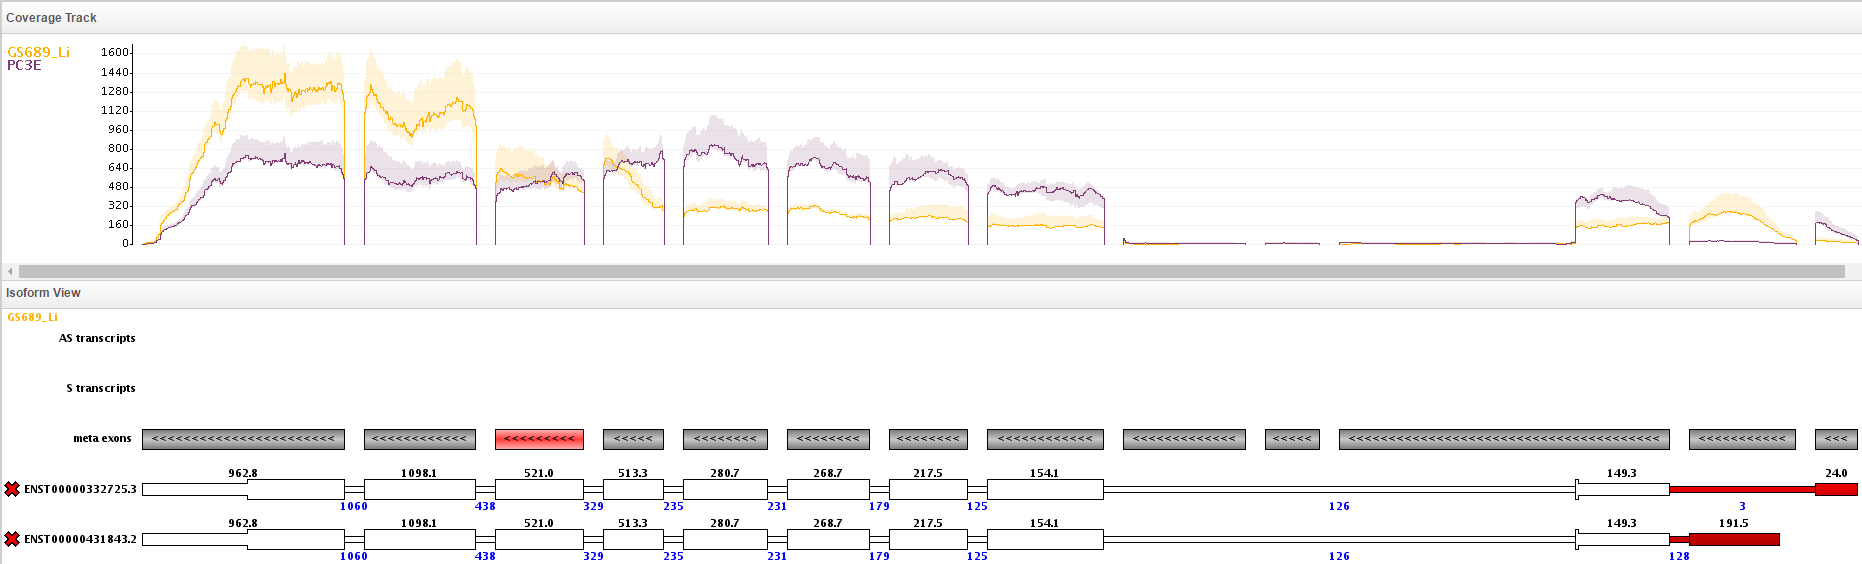 Coverage Track
GS689_Li
PC3E
1600
1440
1280
1120
960
800
640
480
320
160
0
Isoform View
GS689_Li
AS transcripts
S transcripts
meta exons <<<<<<<<<<<<<<<<<<<<<<< <<<<<<<<<<<< <<<<<<<<< <<<<< <<<<<<<< <<<<<<<< <<<<<<<< <<<<<<<<<<<< <<<<<<<<<<<<< <<<<< <<<<<<<<<<<<<<<<<<<<<<<<<<<<<<<<<<<<<<< <<<<<<<<<<< <<<
962.8 1098.1 521.0 513.3 280.7 268.7 217.5 154.1 149.3 24.0
ENST00000332725.3
1060 438 329 235 231 179 125 126 3
962.8 1098.1 521.0 513.3 280.7 268.7 217.5 154.1 149.3 191.5
ENST00000431843.2
1060 438 329 235 231 179 125 126 128